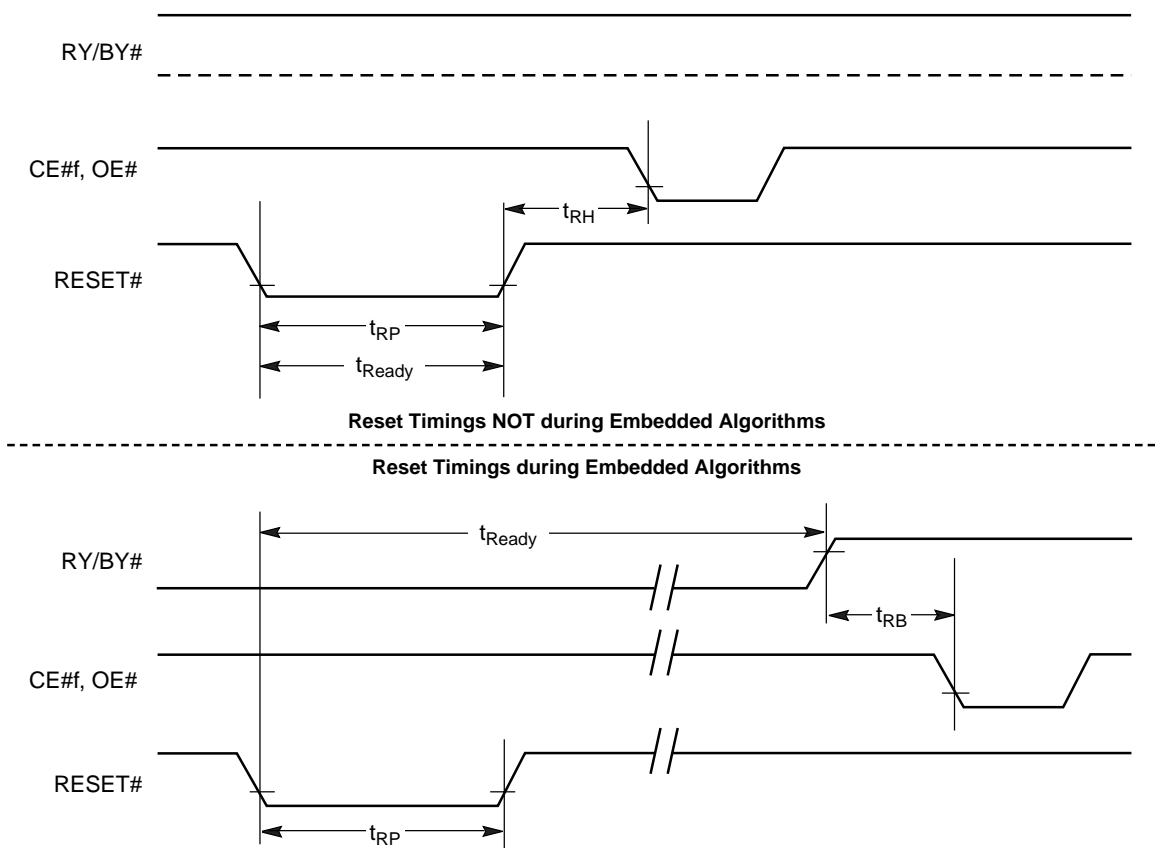 RY/BY#
CE#f, OE#
tRH
RESET#
tRP
tReady
Reset Timings NOT during Embedded Algorithms
Reset Timings during Embedded Algorithms
tReady
RY/BY#
tRB
CE#f, OE#
RESET#
tRP